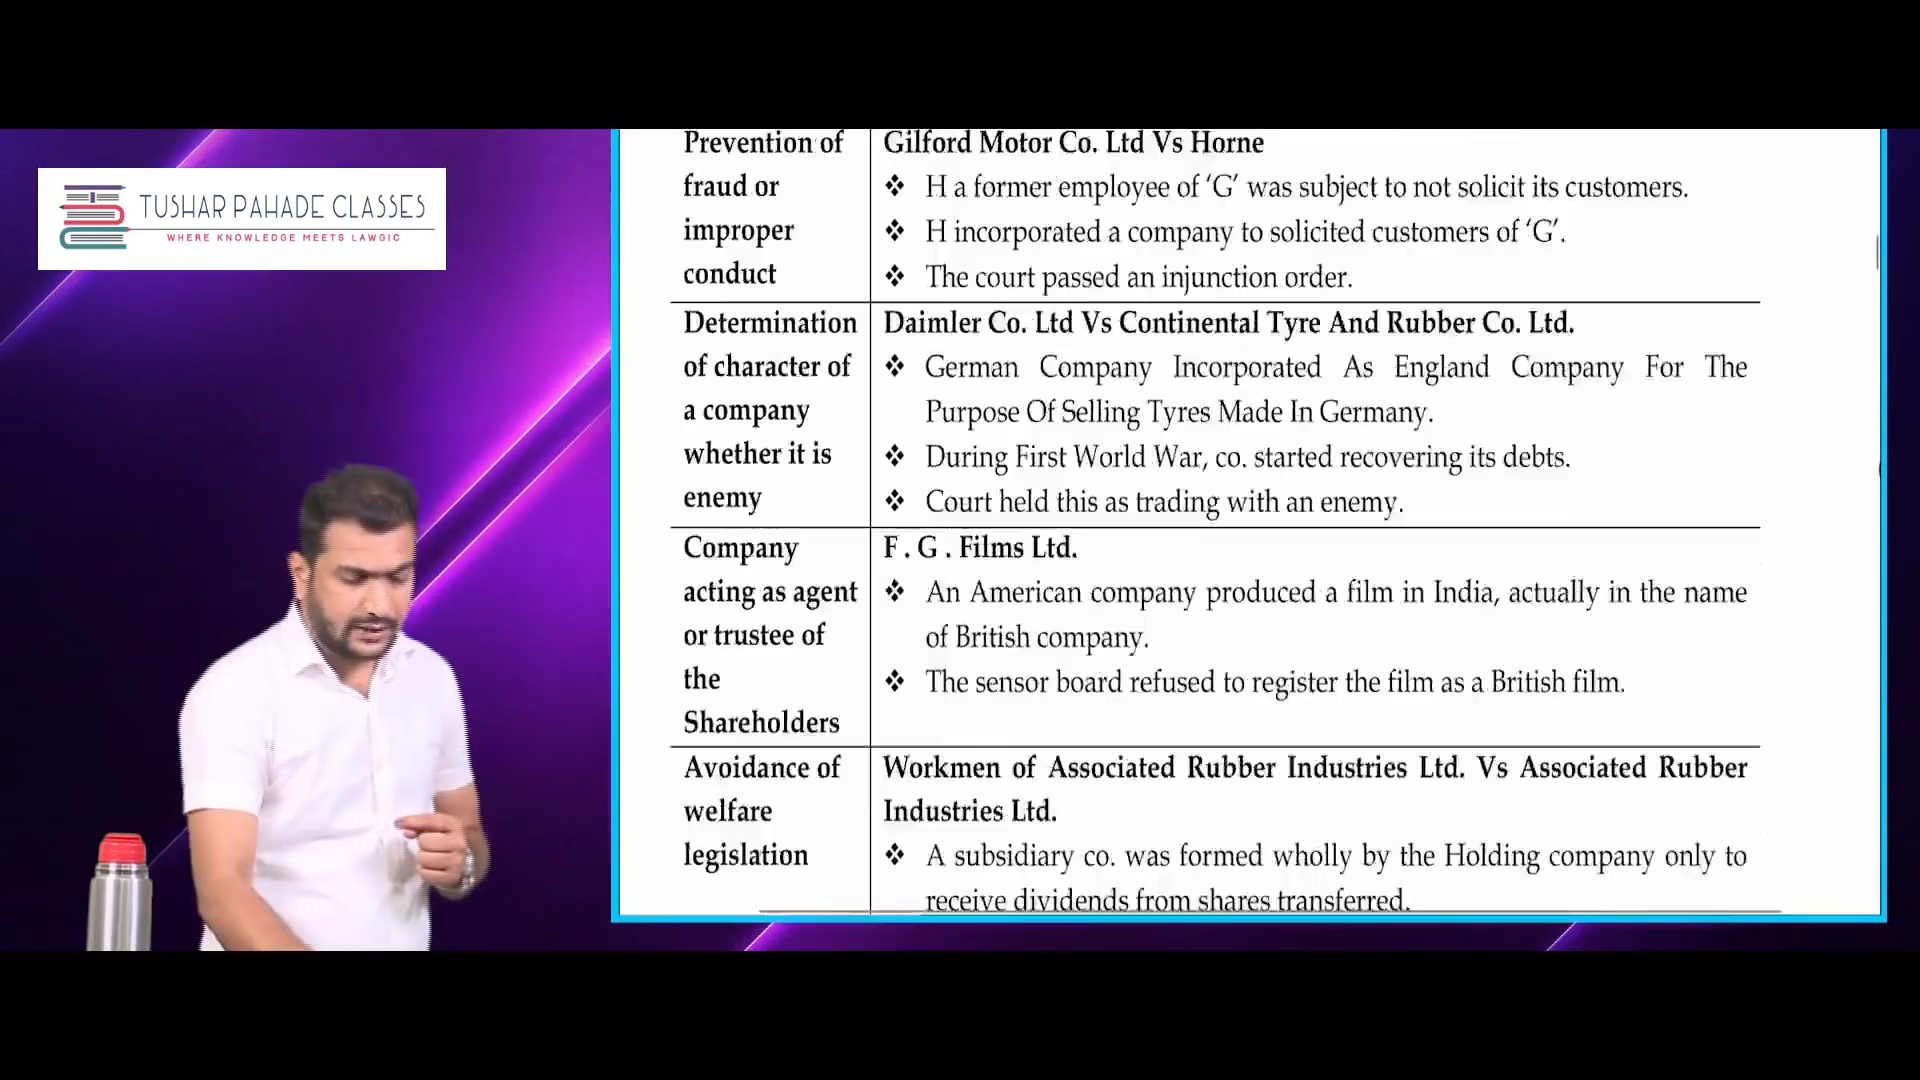 TUSHAR PAHADE CLASSES
WHERE KNOWLEDGE MEETS LAWGIC
Prevention of
fraud or
improper
conduct
Gilford Motor Co. Ltd Vs Horne
❖ H a former employee of ‘G’ was subject to not solicit its customers.
❖ H incorporated a company to solicited customers of ‘G’.
❖ The court passed an injunction order.
Determination
of character of
a company
whether it is
enemy
Daimler Co. Ltd Vs Continental Tyre And Rubber Co. Ltd.
❖ German Company Incorporated As England Company For The
Purpose Of Selling Tyres Made In Germany.
❖ During First World War, co. started recovering its debts.
❖ Court held this as trading with an enemy.
Company
acting as agent
or trustee of
the
Shareholders
F . G . Films Ltd.
❖ An American company produced a film in India, actually in the name
of British company.
❖ The sensor board refused to register the film as a British film.
Avoidance of
welfare
legislation
Workmen of Associated Rubber Industries Ltd. Vs Associated Rubber
Industries Ltd.
❖ A subsidiary co. was formed wholly by the Holding company only to
receive dividends from shares transferred.